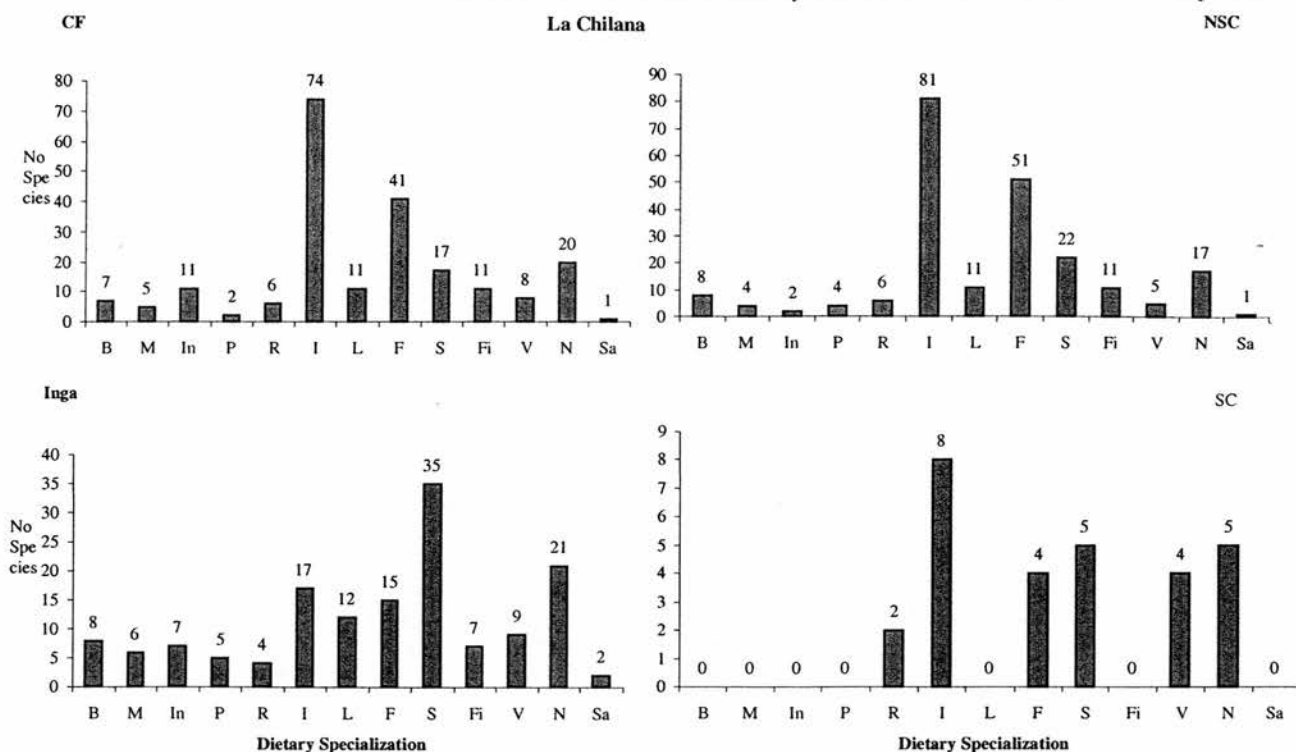 CF La Chilana NSC
80
70
60
50
40
30
20
10
0
No
Spe
cies
7 5 11 2 6 74 11 41 17 11 8 20 1
B M In P R I L F S Fi V N Sa
90
80
70
60
50
40
30
20
10
0
8 4 2 4 6 81 11 51 22 11 5 17 1
B M In P R I L F S Fi V N Sa
Inga
40
35
30
25
20
15
10
5
0
No
Spe
cies
8 6 7 5 4 17 12 15 35 7 9 21 2
B M In P R I L F S Fi V N Sa
Dietary Specialization
SC
9
8
7
6
5
4
3
2
1
0
0 0 0 0 2 8 0 4 5 0 4 5 0
B M In P R I L F S Fi V N Sa
Dietary Specialization